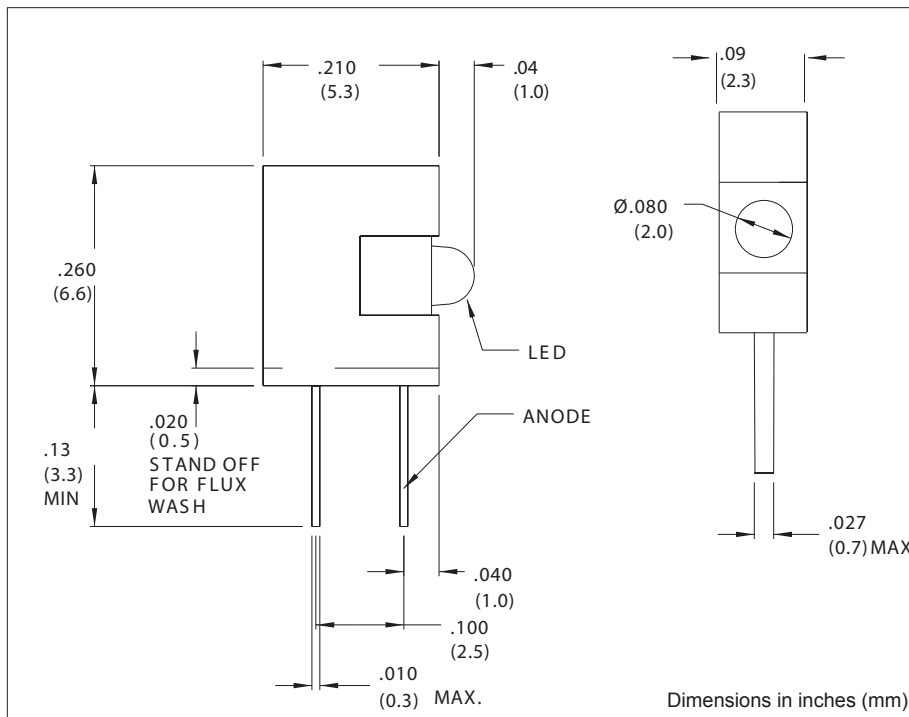 .210
(5.3)
.04
(1.0)
.09
(2.3)
Ø.080
(2.0)
.260
(6.6)
LED
ANODE
.020
(0.5)
STAND OFF
FOR FLUX
WASH
.13
(3.3)
MIN
.027
(0.7) MAX
.040
(1.0)
.100
(2.5)
.010
(0.3) MAX.
Dimensions in inches (mm)